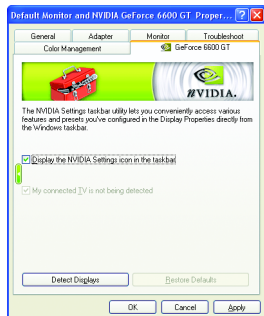 Default Monitor and NVIDIA GeForce 6600 GT Proper...
General Adapter Monitor Troubleshoot
Color Management GeForce 6600 GT
NVIDIA.
The NVIDIA Settings taskbar utility lets you conveniently access various
features and presets you've configured in the Display Properties directly from
the Windows taskbar.
Display the NVIDIA Settings icon in the taskbar
My connected TV is not being detected
Detect Displays Restore Defaults
OK Cancel Apply